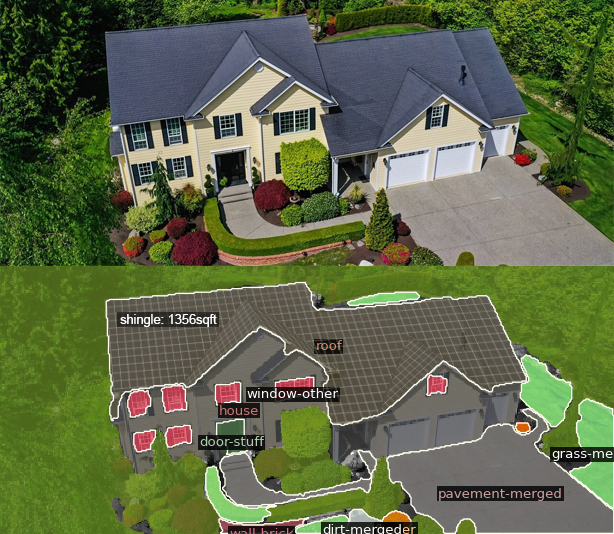 shingle: 1356sqft
roof
window-other
house
door-stuff
grass-me
pavement-merged
wall-brick
dirt-mergeder